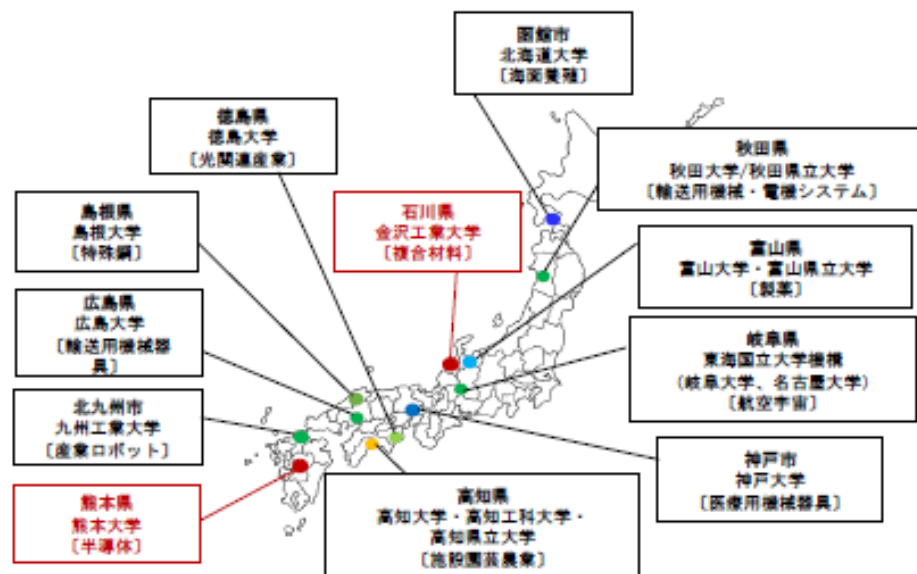 函館市
北海道大学
〔海面養殖〕
徳島県
徳島大学
〔光関連産業〕
秋田県
秋田大学/秋田県立大学
〔輸送用機械・電機システム〕
島根県
島根大学
〔特殊鋼〕
石川県
金沢工業大学
〔複合材料〕
富山県
富山大学・富山県立大学
〔製薬〕
広島県
広島大学
〔輸送用機械器
具〕
岐阜県
東海国立大学機構
(岐阜大学、名古屋大学)
〔航空宇宙〕
北九州市
九州工業大学
〔産業ロボット〕
神戸市
神戸大学
〔医療用機械器具〕
熊本県
熊本大学
〔半導体〕
高知県
高知大学・高知工科大学・
高知県立大学
〔施設園芸農業〕